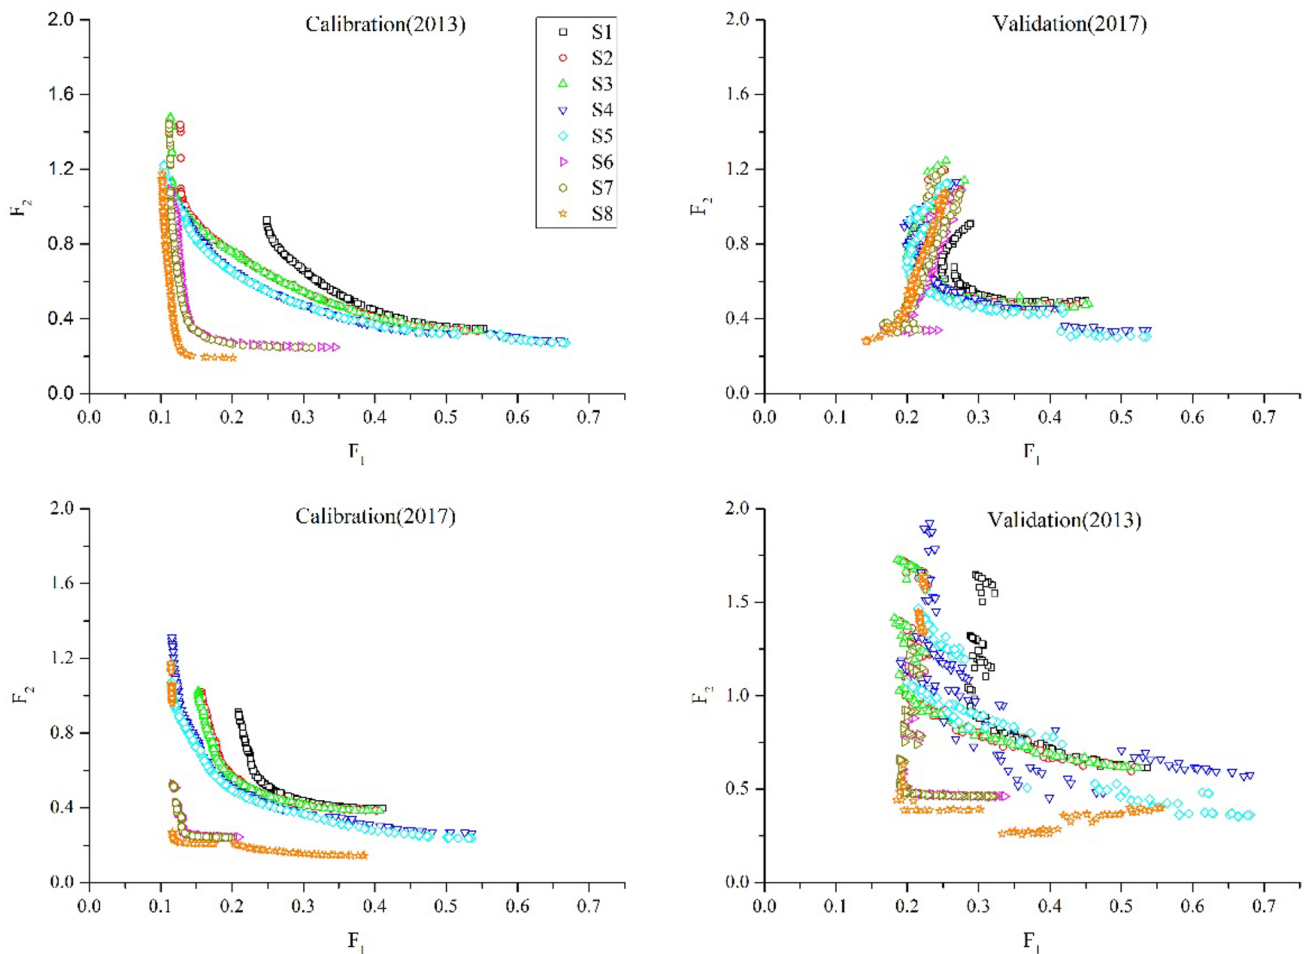 Calibration(2013)
2.0
1.6
1.2
0.8
0.4
0.0
F2
0.0 0.1 0.2 0.3 0.4 0.5 0.6 0.7
F1
S1
S2
S3
S4
S5
S6
S7
S8
Validation(2017)
2.0
1.6
1.2
0.8
0.4
0.0
F2
0.0 0.1 0.2 0.3 0.4 0.5 0.6 0.7
F1
Calibration(2017)
2.0
1.6
1.2
0.8
0.4
0.0
F2
0.0 0.1 0.2 0.3 0.4 0.5 0.6 0.7
F1
Validation(2013)
2.0
1.5
1.0
0.5
0.0
F2
0.0 0.1 0.2 0.3 0.4 0.5 0.6 0.7
F1